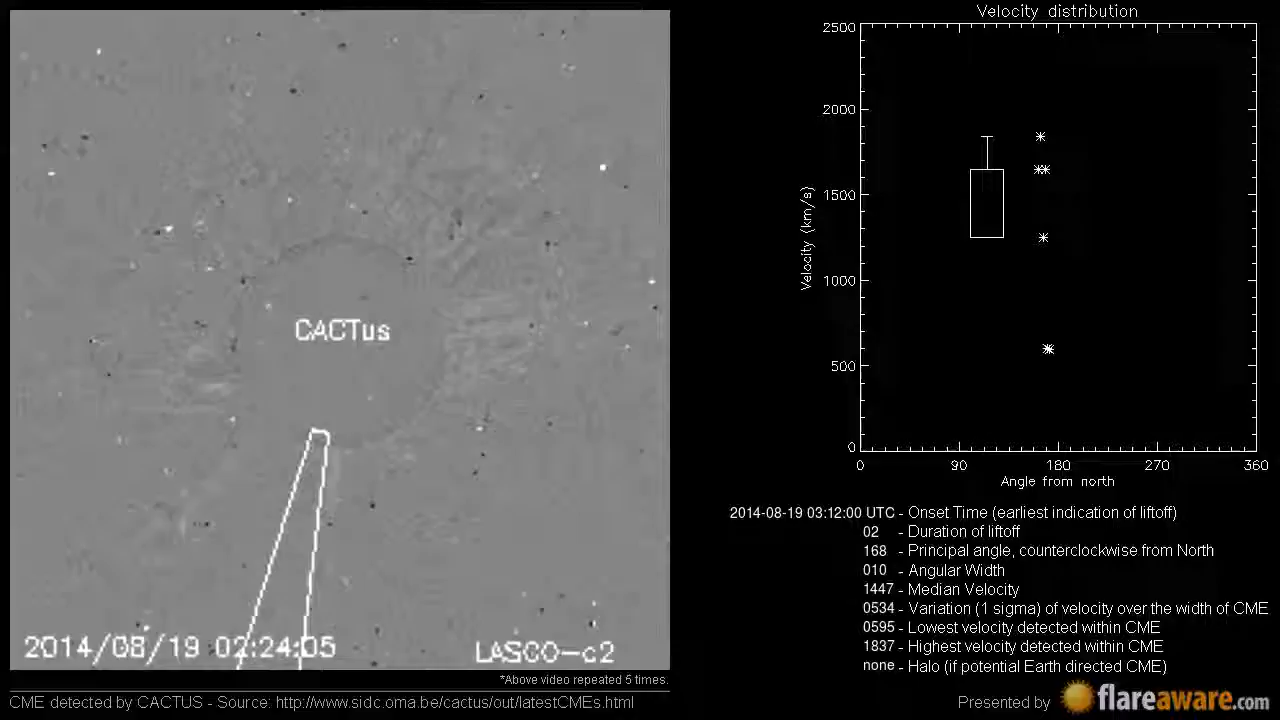 Velocity distribution
2500
2000
1500
1000
500
0
Velocity (km/s)
0 90 180 270 360
Angle from north
CACTus
2014/08/19 02:24:05
LASCO-c2
*Above video repeated 5 times.
CME detected by CACTUS - Source: http://www.sidc.oma.be/cactus/out/latestCMEs.html
2014-08-19 03:12:00 UTC - Onset Time (earliest indication of liftoff)
02 - Duration of liftoff
168 - Principal angle, counterclockwise from North
010 - Angular Width
1447 - Median Velocity
0534 - Variation (1 sigma) of velocity over the width of CME
0595 - Lowest velocity detected within CME
1837 - Highest velocity detected within CME
none - Halo (if potential Earth directed CME)
Presented by flareaware.com